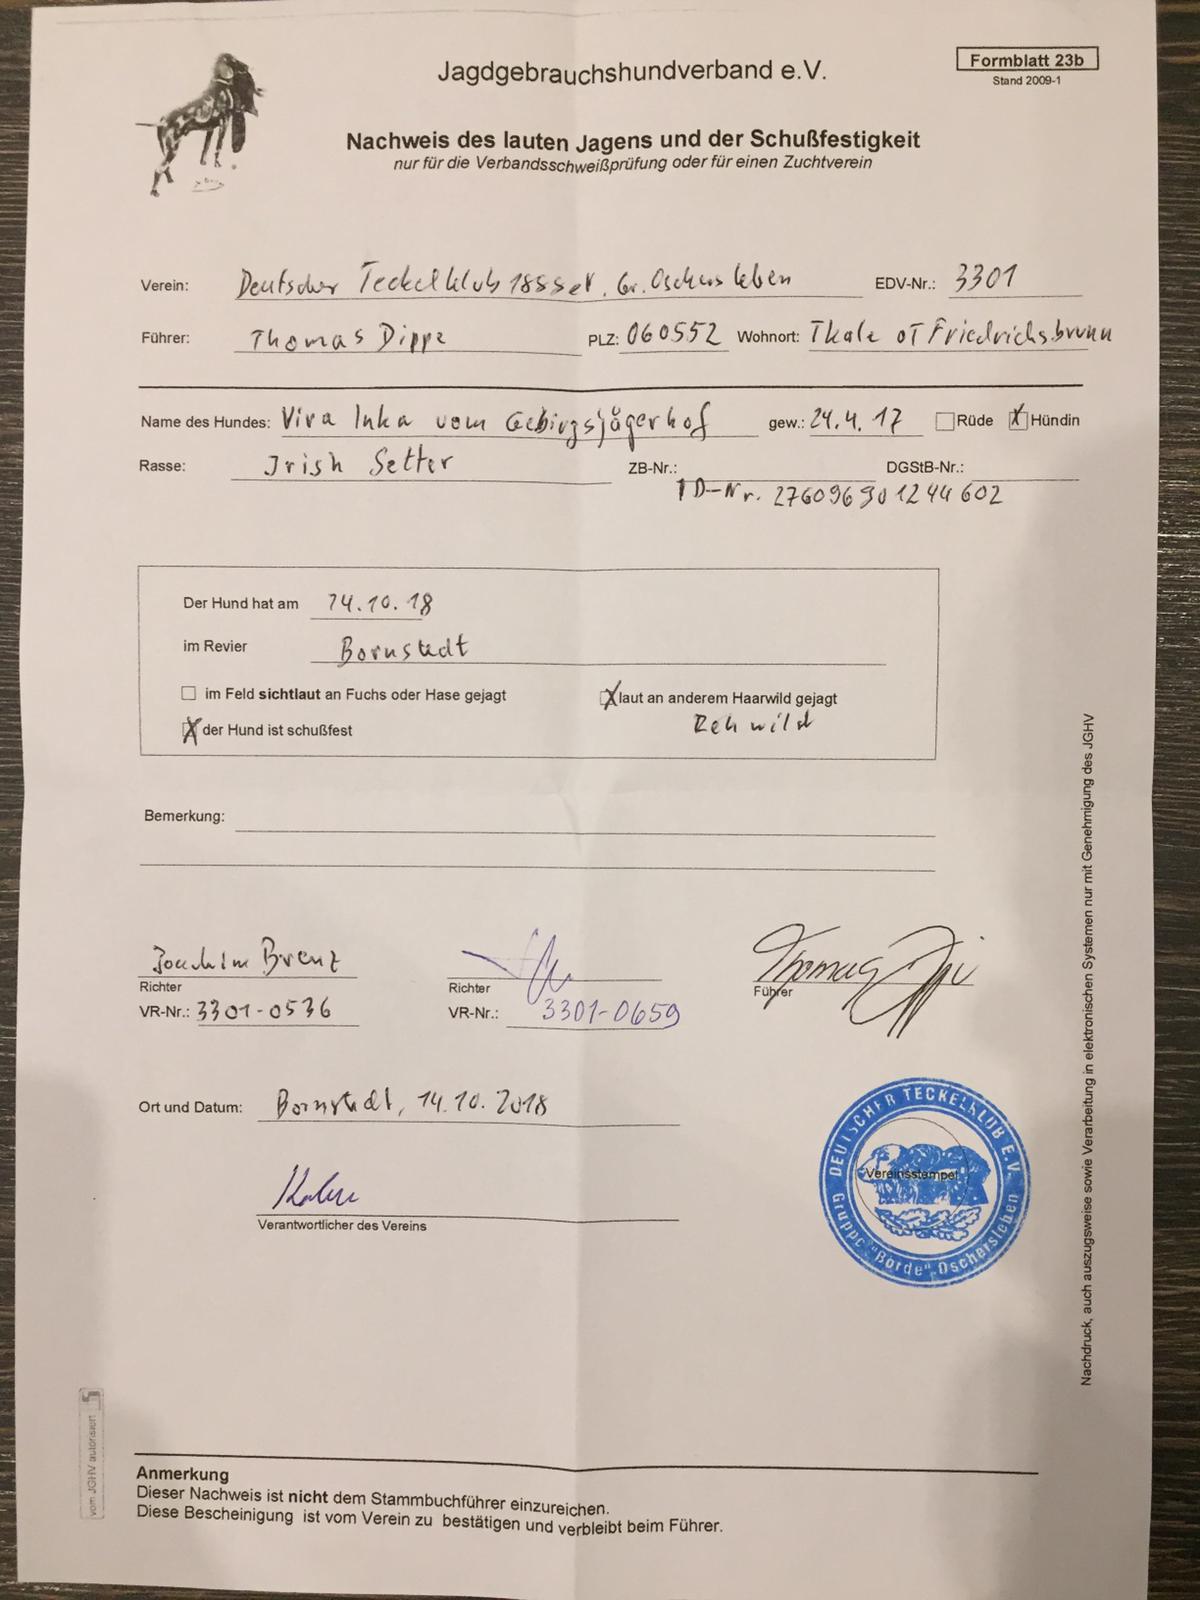 Jagdgebrauchshundverband e.V.
Formblatt 23b
Stand 2009-1
Nachweis des lauten Jagens und der Schußfestigkeit
nur für die Verbandsschweißprüfung oder für einen Zuchtverein
Verein: Deutscher Teckelklub 1888 e.V. Gr. Oschersleben EDV-Nr.: 3301
Führer: Thomas Dippe PLZ: 060552 Wohnort: Thale OT Friedrichsbrunn
Name des Hundes: Viva Inka vom Gebirgsjägerhof gew.: 24.4.17 Rüde Hündin
Rasse: Irish Setter ZB-Nr.: DGStB-Nr.:
ID-Nr. 276096901244602
Der Hund hat am 14.10.18
im Revier Bornstedt
im Feld sichtlaut an Fuchs oder Hase gejagt laut an anderem Haarwild gejagt
Rehwild
der Hund ist schußfest
Bemerkung:
Joachim Brenz Thomas
Richter Richter Führer
VR-Nr.: 3301-0536 VR-Nr.: 3301-0659
Ort und Datum: Bornstedt, 14.10.2018
Verantwortlicher des Vereins
DEUTSCHER TECKELKLUB E.V.
Vereinsstempel
Gruppe "Börde" Oschersleben
Nachdruck, auch auszugsweise sowie Verarbeitung in elektronischen Systemen nur mit Genehmigung des JGHV
vom JGHV autorisiert
Anmerkung
Dieser Nachweis ist nicht dem Stammbuchführer einzureichen.
Diese Bescheinigung ist vom Verein zu bestätigen und verbleibt beim Führer.